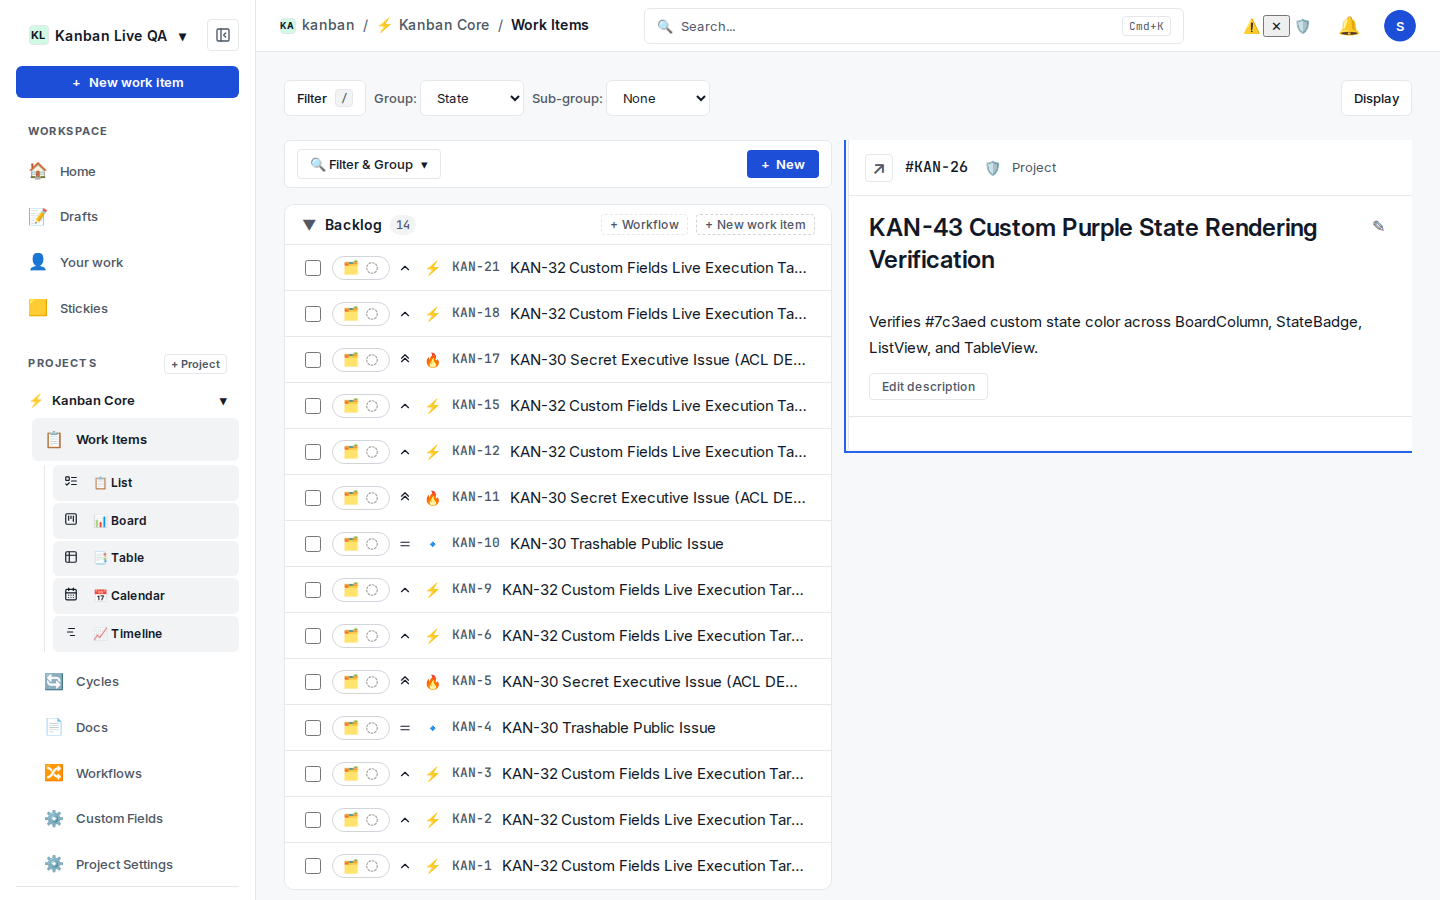 KL Kanban Live QA ▾
+ New work item
WORKSPACE
Home
Drafts
Your work
Stickies
PROJECTS
+ Project
Kanban Core ▾
Work Items
List
Board
Table
Calendar
Timeline
Cycles
Docs
Workflows
Custom Fields
Project Settings
KA kanban / Kanban Core / Work Items
Search... Cmd+K
S
Filter / Group: State Sub-group: None
Display
Filter & Group ▾
+ New
Backlog 14 + Workflow + New work item
KAN-21 KAN-32 Custom Fields Live Execution Ta...
KAN-18 KAN-32 Custom Fields Live Execution Ta...
KAN-17 KAN-30 Secret Executive Issue (ACL DE...
KAN-15 KAN-32 Custom Fields Live Execution Ta...
KAN-12 KAN-32 Custom Fields Live Execution Ta...
KAN-11 KAN-30 Secret Executive Issue (ACL DE...
KAN-10 KAN-30 Trashable Public Issue
KAN-9 KAN-32 Custom Fields Live Execution Tar...
KAN-6 KAN-32 Custom Fields Live Execution Tar...
KAN-5 KAN-30 Secret Executive Issue (ACL DE...
KAN-4 KAN-30 Trashable Public Issue
KAN-3 KAN-32 Custom Fields Live Execution Tar...
KAN-2 KAN-32 Custom Fields Live Execution Tar...
KAN-1 KAN-32 Custom Fields Live Execution Tar...
#KAN-26 Project
KAN-43 Custom Purple State Rendering
Verification
Verifies #7c3aed custom state color across BoardColumn, StateBadge,
ListView, and TableView.
Edit description